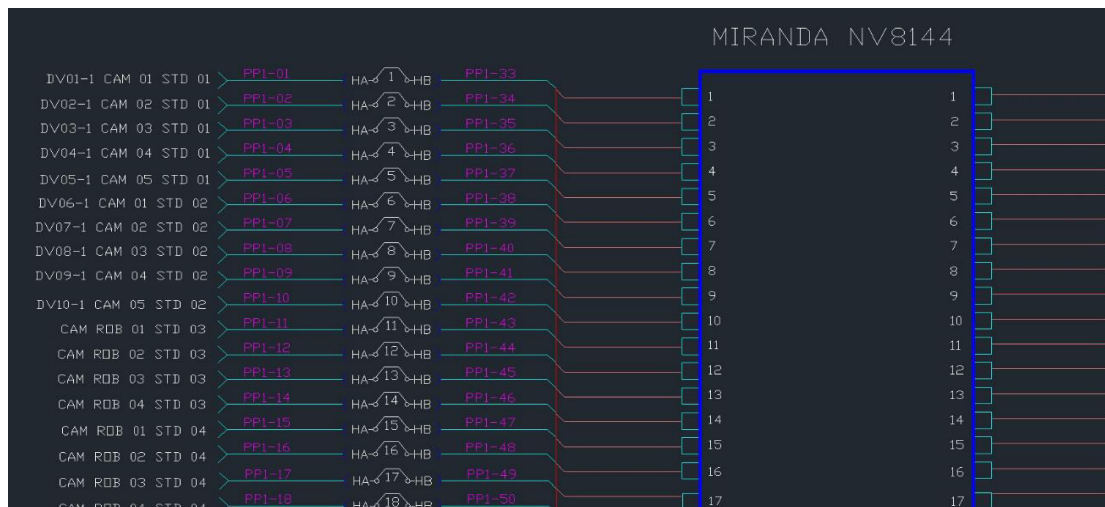 MIRANDA NV8144
DV01-1 CAM 01 STD 01 PP1-01 HA 1 HB PP1-33 1 1
DV02-1 CAM 02 STD 01 PP1-02 HA 2 HB PP1-34 2 2
DV03-1 CAM 03 STD 01 PP1-03 HA 3 HB PP1-35 3 3
DV04-1 CAM 04 STD 01 PP1-04 HA 4 HB PP1-36 4 4
DV05-1 CAM 05 STD 01 PP1-05 HA 5 HB PP1-37 5 5
DV06-1 CAM 01 STD 02 PP1-06 HA 6 HB PP1-38 6 6
DV07-1 CAM 02 STD 02 PP1-07 HA 7 HB PP1-39 7 7
DV08-1 CAM 03 STD 02 PP1-08 HA 8 HB PP1-40 8 8
DV09-1 CAM 04 STD 02 PP1-09 HA 9 HB PP1-41 9 9
DV10-1 CAM 05 STD 02 PP1-10 HA 10 HB PP1-42 10 10
CAM ROB 01 STD 03 PP1-11 HA 11 HB PP1-43 11 11
CAM ROB 02 STD 03 PP1-12 HA 12 HB PP1-44 12 12
CAM ROB 03 STD 03 PP1-13 HA 13 HB PP1-45 13 13
CAM ROB 04 STD 03 PP1-14 HA 14 HB PP1-46 14 14
CAM ROB 01 STD 04 PP1-15 HA 15 HB PP1-47 15 15
CAM ROB 02 STD 04 PP1-16 HA 16 HB PP1-48 16 16
CAM ROB 03 STD 04 PP1-17 HA 17 HB PP1-49 17 17
CAM ROB 04 STD 04 PP1-18 HA 18 HB PP1-50